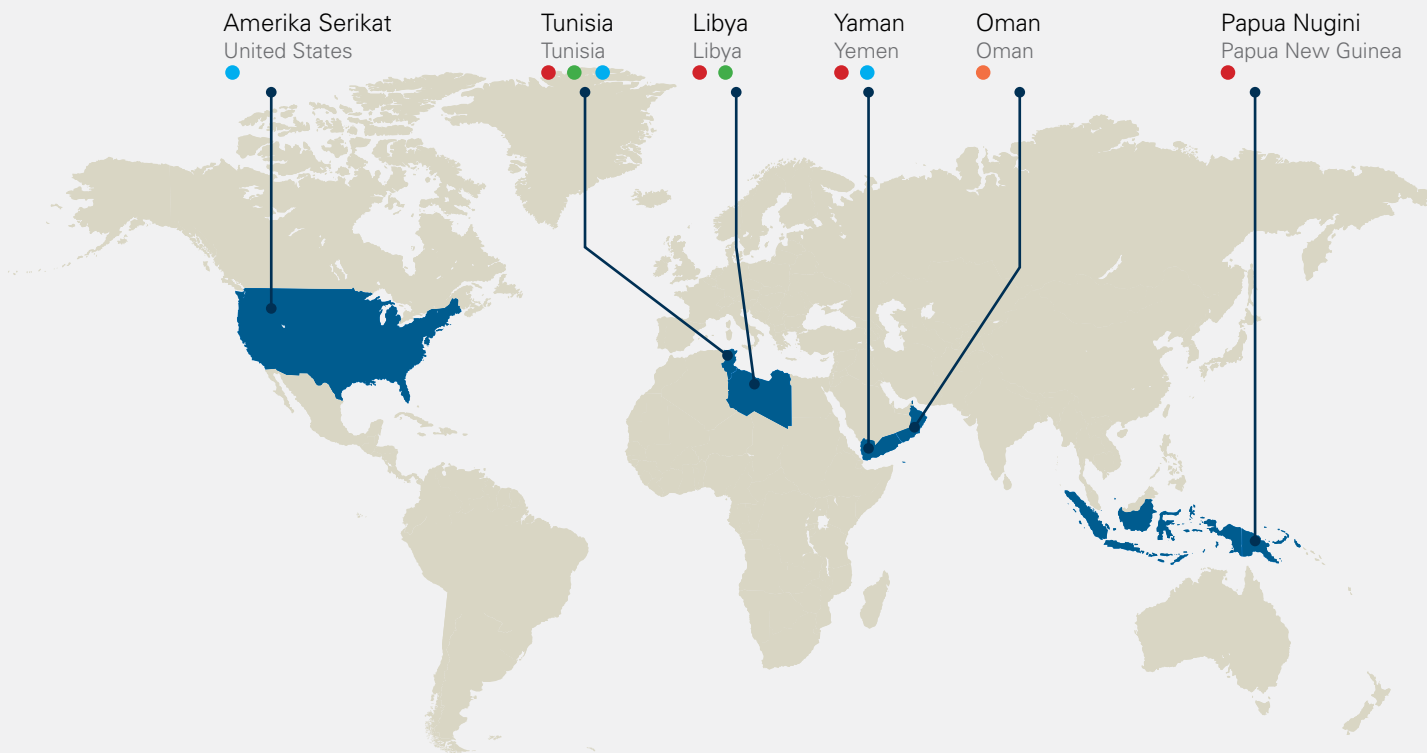 Amerika Serikat
United States
Tunisia
Tunisia
Libya
Libya
Yaman
Yemen
Oman
Oman
Papua Nugini
Papua New Guinea